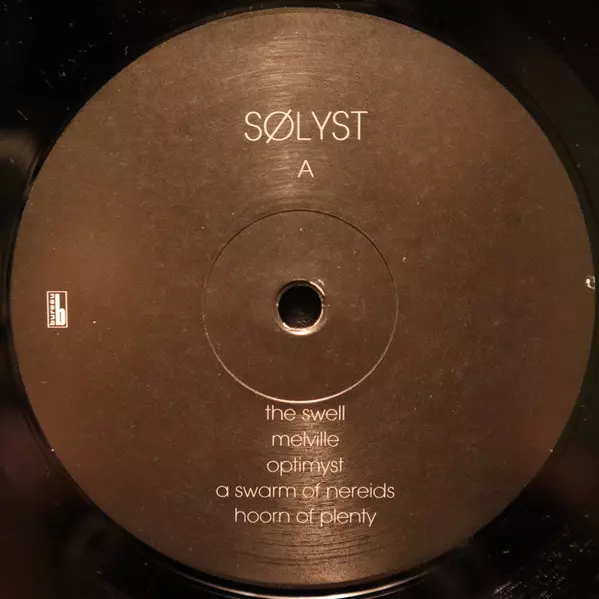 SØLYST
A
bureau b
the swell
melville
optimyst
a swarm of nereids
hoorn of plenty